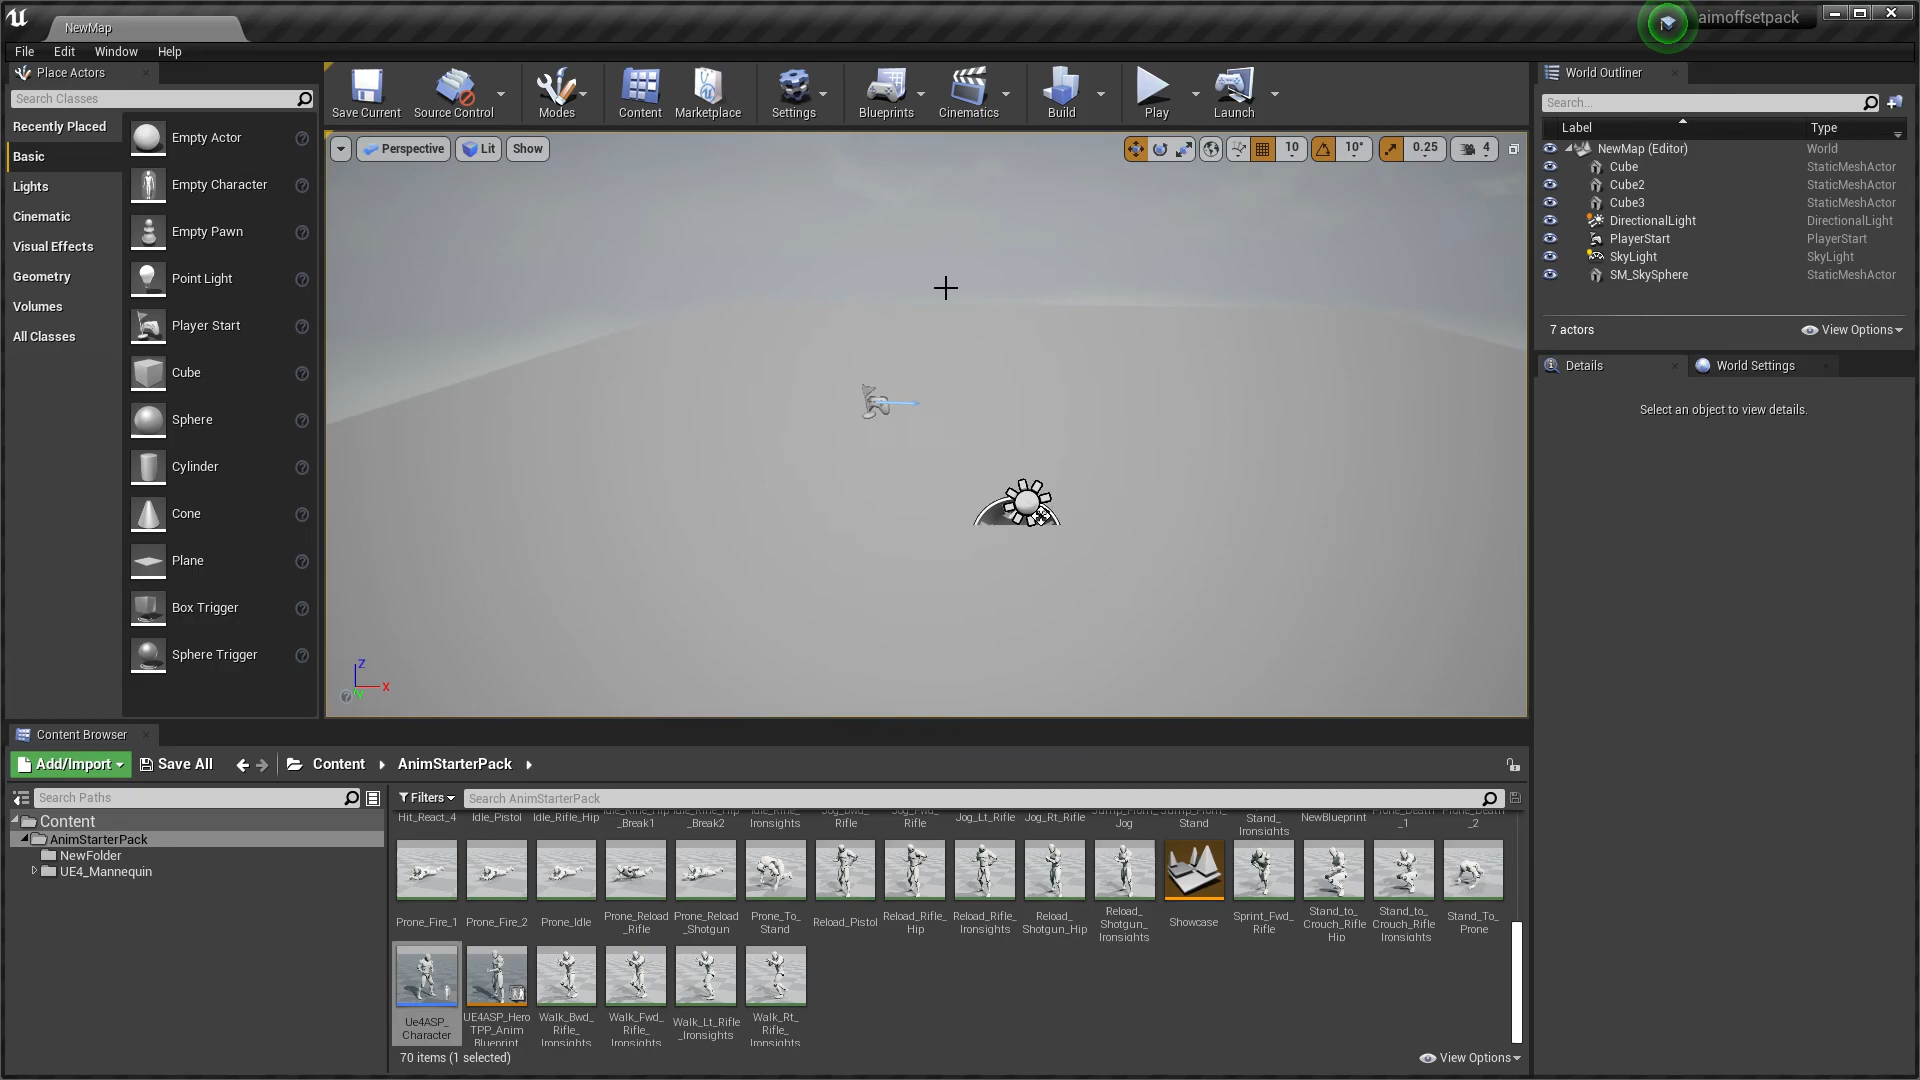 NewMap
aimoffsetpack
File Edit Window Help
Place Actors
Search Classes
Recently Placed
Basic
Lights
Cinematic
Visual Effects
Geometry
Volumes
All Classes
Empty Actor
Empty Character
Empty Pawn
Point Light
Player Start
Cube
Sphere
Cylinder
Cone
Plane
Box Trigger
Sphere Trigger
Save Current Source Control Modes Content Marketplace Settings Blueprints Cinematics Build Play Launch
Perspective Lit Show
10 10° 0.25 4
Z
X
Y
World Outliner
Search...
Label Type
NewMap (Editor) World
Cube StaticMeshActor
Cube2 StaticMeshActor
Cube3 StaticMeshActor
DirectionalLight DirectionalLight
PlayerStart PlayerStart
SkyLight SkyLight
SM_SkySphere StaticMeshActor
7 actors View Options
Details World Settings
Select an object to view details.
Content Browser
Add/Import Save All Content AnimStarterPack
Search Paths
Content
AnimStarterPack
NewFolder
UE4_Mannequin
Filters Search AnimStarterPack
Hit_React_4 Idle_Pistol Idle_Rifle_Hip
_Break1 _Break2 Ironsights Rifle Rifle Jog_Lt_Rifle Jog_Rt_Rifle Jog Stand Stand_ NewBlueprint _1 _2
Ironsights
Prone_Fire_1 Prone_Fire_2 Prone_Idle
Prone_Reload
_Rifle
Prone_Reload
_Shotgun
Prone_To_
Stand
Reload_Pistol
Reload_Rifle_
Hip
Reload_Rifle_
Ironsights
Reload_
Shotgun_Hip
Reload_
Shotgun_
Ironsights
Showcase
Sprint_Fwd_
Rifle
Stand_to_
Crouch_Rifle
Hip
Stand_to_
Crouch_Rifle
Ironsights
Stand_To_
Prone
Ue4ASP_
Character
UE4ASP_Hero
TPP_Anim
Blueprint
Walk_Bwd_
Rifle_
Ironsights
Walk_Fwd_
Rifle_
Ironsights
Walk_Lt_Rifle
_Ironsights
Walk_Rt_
Rifle_
Ironsights
70 items (1 selected) View Options